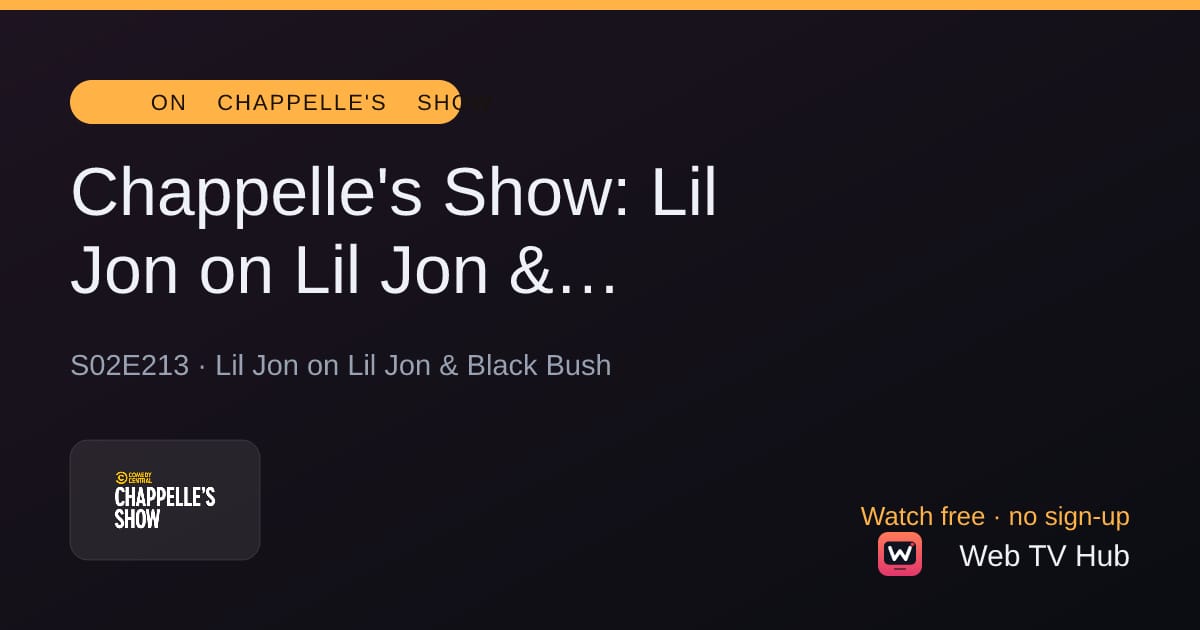 ON CHAPPELLE'S SHOW
Chappelle's Show: Lil
Jon on Lil Jon &…
S02E213 · Lil Jon on Lil Jon & Black Bush
COMEDY
CENTRAL
CHAPPELLE'S
SHOW
Watch free · no sign-up
W
Web TV Hub